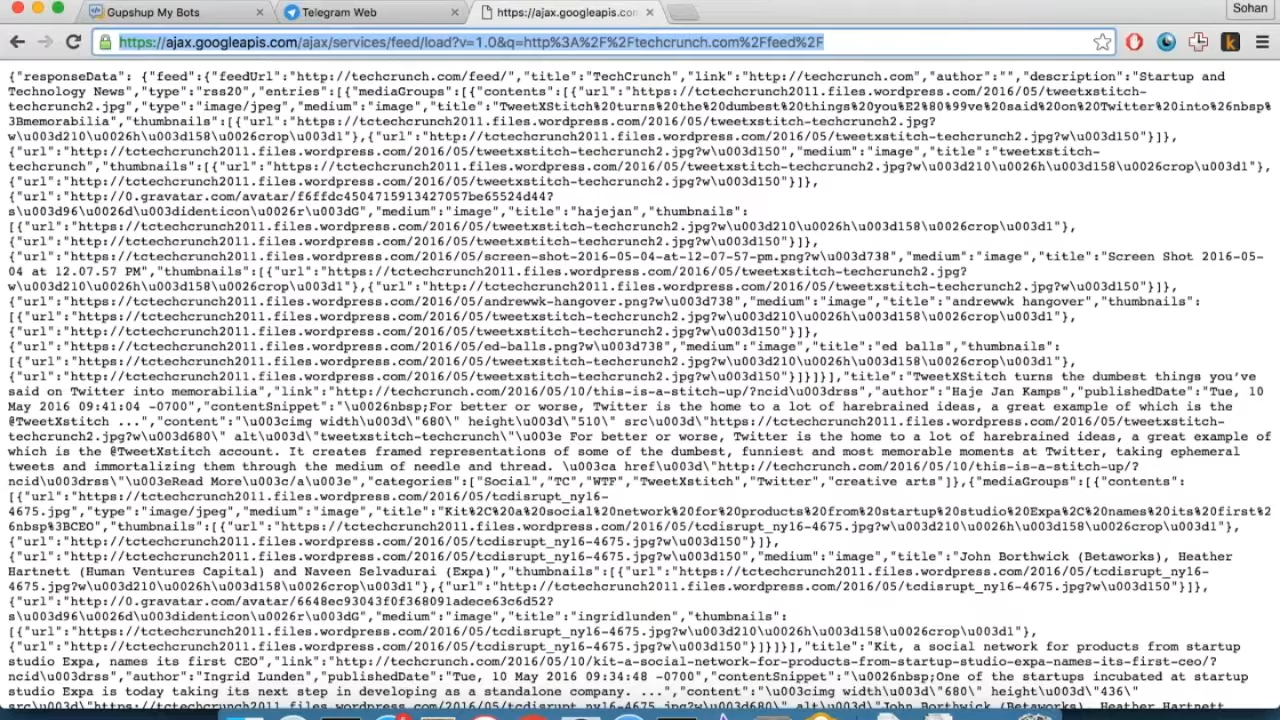 Gupshup My Bots
Telegram Web
https://ajax.googleapis.con
Sohan
https://ajax.googleapis.com/ajax/services/feed/load?v=1.0&q=http%3A%2F%2Ftechcrunch.com%2Ffeed%2F
{"responseData": {"feed":{"feedUrl":"http://techcrunch.com/feed/","title":"TechCrunch","link":"http://techcrunch.com","author":"","description":"Startup and
Technology News","type":"rss20","entries":[{"mediaGroups":[{"contents":[{"url":"https://tctechcrunch2011.files.wordpress.com/2016/05/tweetxstitch-
techcrunch2.jpg","type":"image/jpeg","medium":"image","title":"TweetXStitch%20turns%20the%20dumbest%20things%20you%E2%80%99ve%20said%20on%20Twitter%20into%26nbsp%
3Bmemorabilia","thumbnails":[{"url":"https://tctechcrunch2011.files.wordpress.com/2016/05/tweetxstitch-techcrunch2.jpg?
w\u003d210\u0026h\u003d158\u0026crop\u003d1"},{"url":"http://tctechcrunch2011.files.wordpress.com/2016/05/tweetxstitch-techcrunch2.jpg?w\u003d150"}]},
{"url":"http://tctechcrunch2011.files.wordpress.com/2016/05/tweetxstitch-techcrunch2.jpg?w\u003d150","medium":"image","title":"tweetxstitch-
techcrunch","thumbnails":[{"url":"https://tctechcrunch2011.files.wordpress.com/2016/05/tweetxstitch-techcrunch2.jpg?w\u003d210\u0026h\u003d158\u0026crop\u003d1"},
{"url":"http://tctechcrunch2011.files.wordpress.com/2016/05/tweetxstitch-techcrunch2.jpg?w\u003d150"}]},
{"url":"http://0.gravatar.com/avatar/f6ffdc4504715913427057be65524d44?
s\u003d96\u0026d\u003didenticon\u0026r\u003dG","medium":"image","title":"hajejan","thumbnails":
[{"url":"https://tctechcrunch2011.files.wordpress.com/2016/05/tweetxstitch-techcrunch2.jpg?w\u003d210\u0026h\u003d158\u0026crop\u003d1"},
{"url":"http://tctechcrunch2011.files.wordpress.com/2016/05/tweetxstitch-techcrunch2.jpg?w\u003d150"}]},
{"url":"https://tctechcrunch2011.files.wordpress.com/2016/05/screen-shot-2016-05-04-at-12-07-57-pm.png?w\u003d738","medium":"image","title":"Screen Shot 2016-05-
04 at 12.07.57 PM","thumbnails":[{"url":"https://tctechcrunch2011.files.wordpress.com/2016/05/tweetxstitch-techcrunch2.jpg?
w\u003d210\u0026h\u003d158\u0026crop\u003d1"},{"url":"http://tctechcrunch2011.files.wordpress.com/2016/05/tweetxstitch-techcrunch2.jpg?w\u003d150"}]},
{"url":"https://tctechcrunch2011.files.wordpress.com/2016/05/andrewwk-hangover.png?w\u003d738","medium":"image","title":"andrewwk hangover","thumbnails":
[{"url":"https://tctechcrunch2011.files.wordpress.com/2016/05/tweetxstitch-techcrunch2.jpg?w\u003d210\u0026h\u003d158\u0026crop\u003d1"},
{"url":"http://tctechcrunch2011.files.wordpress.com/2016/05/tweetxstitch-techcrunch2.jpg?w\u003d150"}]},
{"url":"https://tctechcrunch2011.files.wordpress.com/2016/05/ed-balls.png?w\u003d738","medium":"image","title":"ed balls","thumbnails":
[{"url":"https://tctechcrunch2011.files.wordpress.com/2016/05/tweetxstitch-techcrunch2.jpg?w\u003d210\u0026h\u003d158\u0026crop\u003d1"},
{"url":"http://tctechcrunch2011.files.wordpress.com/2016/05/tweetxstitch-techcrunch2.jpg?w\u003d150"}]}]}],"title":"TweetXStitch turns the dumbest things you've
said on Twitter into memorabilia","link":"http://techcrunch.com/2016/05/10/this-is-a-stitch-up/?ncid\u003drss","author":"Haje Jan Kamps","publishedDate":"Tue, 10
May 2016 09:41:04 -0700","contentSnippet":"\u0026nbsp;For better or worse, Twitter is the home to a lot of harebrained ideas, a great example of which is the
@TweetXstitch ...","content":"\u003cimg width\u003d\"680\" height\u003d\"510\" src\u003d\"https://tctechcrunch2011.files.wordpress.com/2016/05/tweetxstitch-
techcrunch2.jpg?w\u003d680\" alt\u003d\"tweetxstitch-techcrunch\"\u003e For better or worse, Twitter is the home to a lot of harebrained ideas, a great example of
which is the @TweetXstitch account. It creates framed representations of some of the dumbest, funniest and most memorable moments at Twitter, taking ephemeral
tweets and immortalizing them through the medium of needle and thread. \u003ca href\u003d\"http://techcrunch.com/2016/05/10/this-is-a-stitch-up/?
ncid\u003drss\"\u003eRead More\u003c/a\u003e","categories":["Social","TC","WTF","TweetXstitch","Twitter","creative arts"]},{"mediaGroups":[{"contents":
[{"url":"https://tctechcrunch2011.files.wordpress.com/2016/05/tcdisrupt_ny16-
4675.jpg","type":"image/jpeg","medium":"image","title":"Kit%2C%20a%20social%20network%20for%20products%20from%20startup%20studio%20Expa%2C%20names%20its%20first%2
6nbsp%3BCEO","thumbnails":[{"url":"https://tctechcrunch2011.files.wordpress.com/2016/05/tcdisrupt_ny16-4675.jpg?w\u003d210\u0026h\u003d158\u0026crop\u003d1"},
{"url":"http://tctechcrunch2011.files.wordpress.com/2016/05/tcdisrupt_ny16-4675.jpg?w\u003d150"}]},
{"url":"http://tctechcrunch2011.files.wordpress.com/2016/05/tcdisrupt_ny16-4675.jpg?w\u003d150","medium":"image","title":"John Borthwick (Betaworks), Heather
Hartnett (Human Ventures Capital) and Naveen Selvadurai (Expa)","thumbnails":[{"url":"https://tctechcrunch2011.files.wordpress.com/2016/05/tcdisrupt_ny16-
4675.jpg?w\u003d210\u0026h\u003d158\u0026crop\u003d1"},{"url":"http://tctechcrunch2011.files.wordpress.com/2016/05/tcdisrupt_ny16-4675.jpg?w\u003d150"}]},
{"url":"http://0.gravatar.com/avatar/6648ec93043f0f368091adece63c6d52?
s\u003d96\u0026d\u003didenticon\u0026r\u003dG","medium":"image","title":"ingridlunden","thumbnails":
[{"url":"https://tctechcrunch2011.files.wordpress.com/2016/05/tcdisrupt_ny16-4675.jpg?w\u003d210\u0026h\u003d158\u0026crop\u003d1"},
{"url":"http://tctechcrunch2011.files.wordpress.com/2016/05/tcdisrupt_ny16-4675.jpg?w\u003d150"}]}]}],"title":"Kit, a social network for products from startup
studio Expa, names its first CEO","link":"http://techcrunch.com/2016/05/10/kit-a-social-network-for-products-from-startup-studio-expa-names-its-first-ceo/?
ncid\u003drss","author":"Ingrid Lunden","publishedDate":"Tue, 10 May 2016 09:34:48 -0700","contentSnippet":"\u0026nbsp;One of the startups incubated at startup
studio Expa is today taking its next step in developing as a standalone company. ...","content":"\u003cimg width\u003d\"680\" height\u003d\"436\"
src\u003d\"https://tctechcrunch2011.files.wordpress.com/2016/05/tcdisrupt_ny16-4675.jpg?w\u003d680\" alt\u003d\"John Borthwick (Betaworks), Heather Hartnett